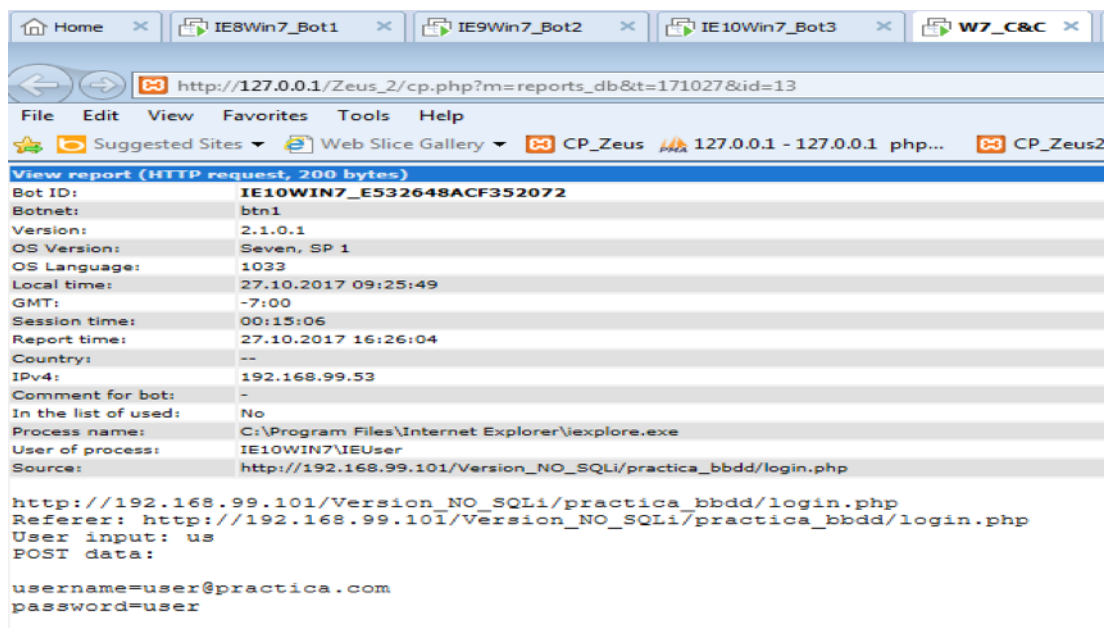 Home IE8Win7_Bot1 IE9Win7_Bot2 IE10Win7_Bot3 W7_C&C
http://127.0.0.1/Zeus_2/cp.php?m=reports_db&t=171027&id=13
File Edit View Favorites Tools Help
Suggested Sites Web Slice Gallery CP_Zeus 127.0.0.1 - 127.0.0.1 php... CP_Zeus2
View report (HTTP request, 200 bytes)
Bot ID: IE10WIN7_E532648ACF352072
Botnet: btn1
Version: 2.1.0.1
OS Version: Seven, SP 1
OS Language: 1033
Local time: 27.10.2017 09:25:49
GMT: -7:00
Session time: 00:15:06
Report time: 27.10.2017 16:26:04
Country: --
IPv4: 192.168.99.53
Comment for bot: -
In the list of used: No
Process name: C:\Program Files\Internet Explorer\iexplore.exe
User of process: IE10WIN7\IEUser
Source: http://192.168.99.101/Version_NO_SQLi/practica_bbdd/login.php
http://192.168.99.101/Version_NO_SQLi/practica_bbdd/login.php
Referer: http://192.168.99.101/Version_NO_SQLi/practica_bbdd/login.php
User input: us
POST data:
username=user@practica.com
password=user